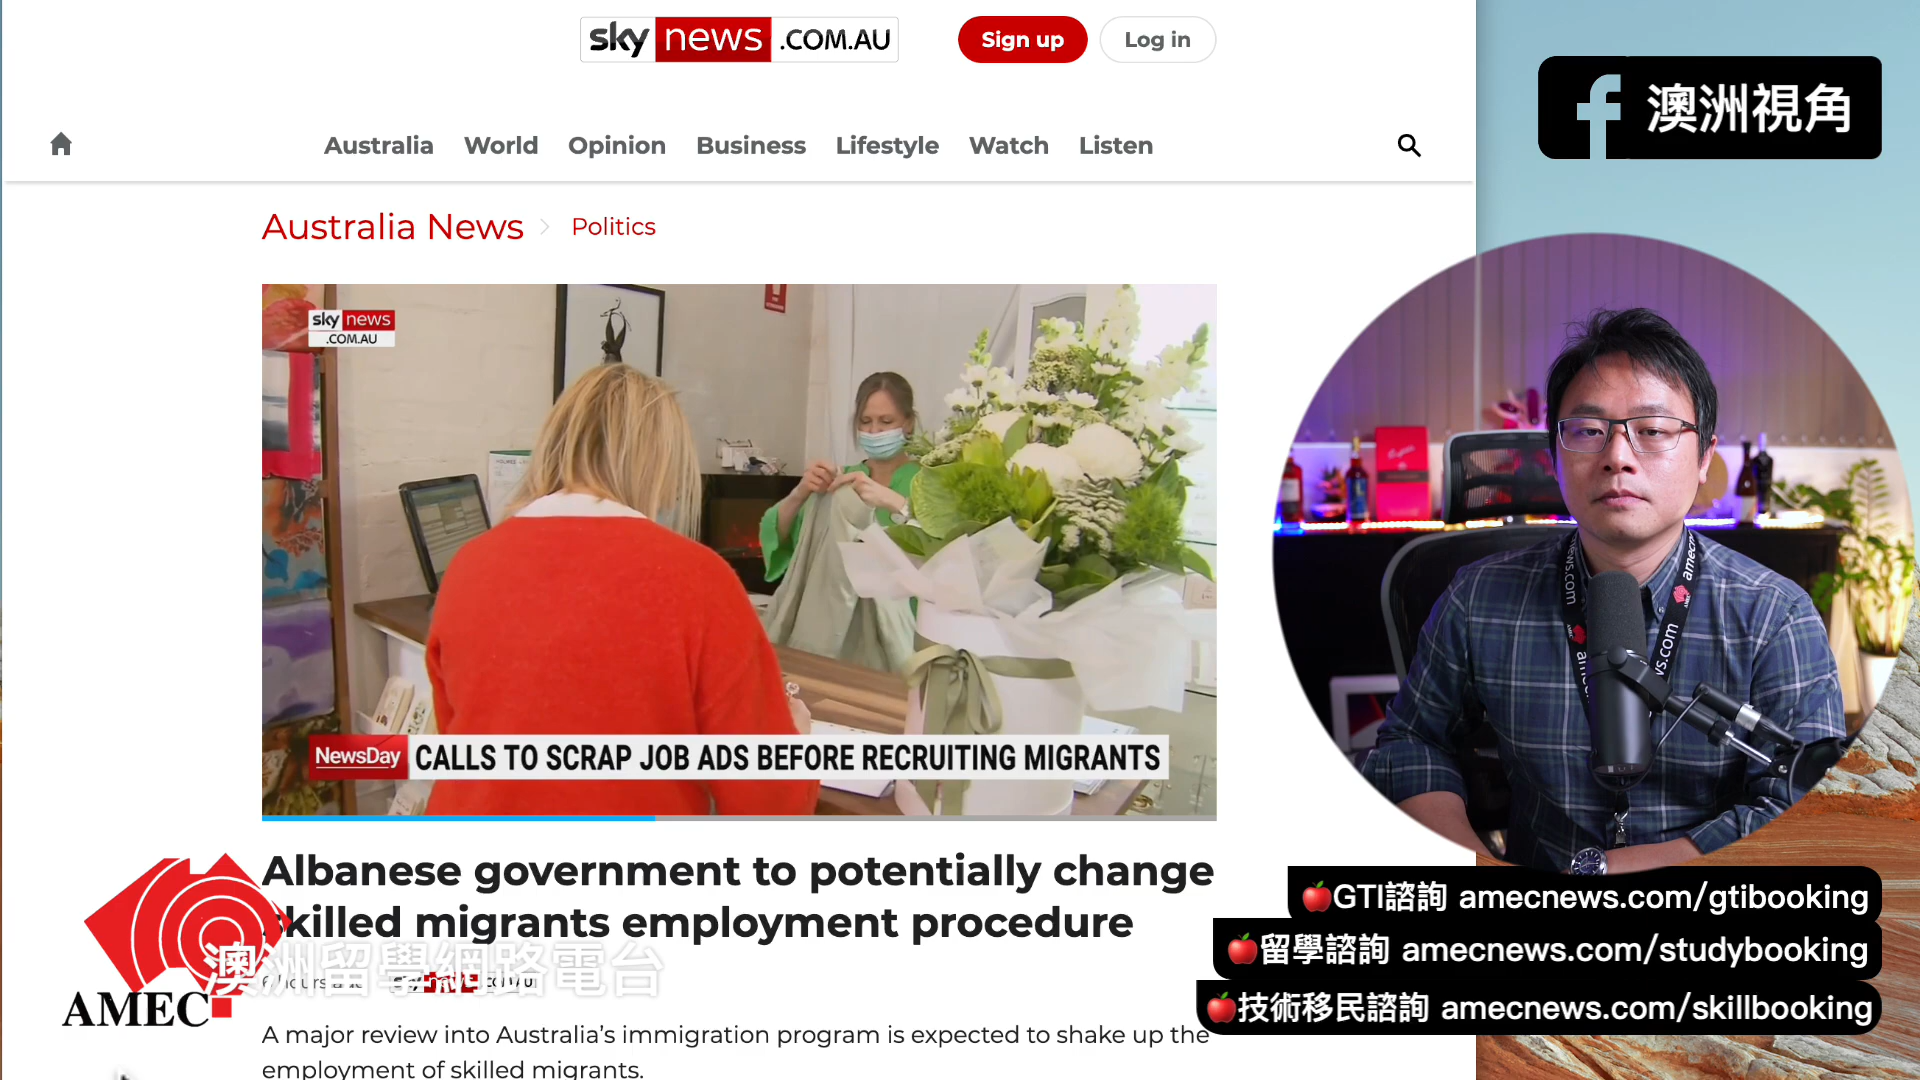 sky news .COM.AU
Sign up
Log in
Australia World Opinion Business Lifestyle Watch Listen
Australia News
Politics
sky news
.COM.AU
NewsDay CALLS TO SCRAP JOB ADS BEFORE RECRUITING MIGRANTS
Albanese government to potentially change
skilled migrants employment procedure
A major review into Australia's immigration program is expected to shake up the
employment of skilled migrants.
AMEC
澳洲留學網路電台
澳洲視角
amecnews.com
GTI諮詢 amecnews.com/gtibooking
留學諮詢 amecnews.com/studybooking
技術移民諮詢 amecnews.com/skillbooking